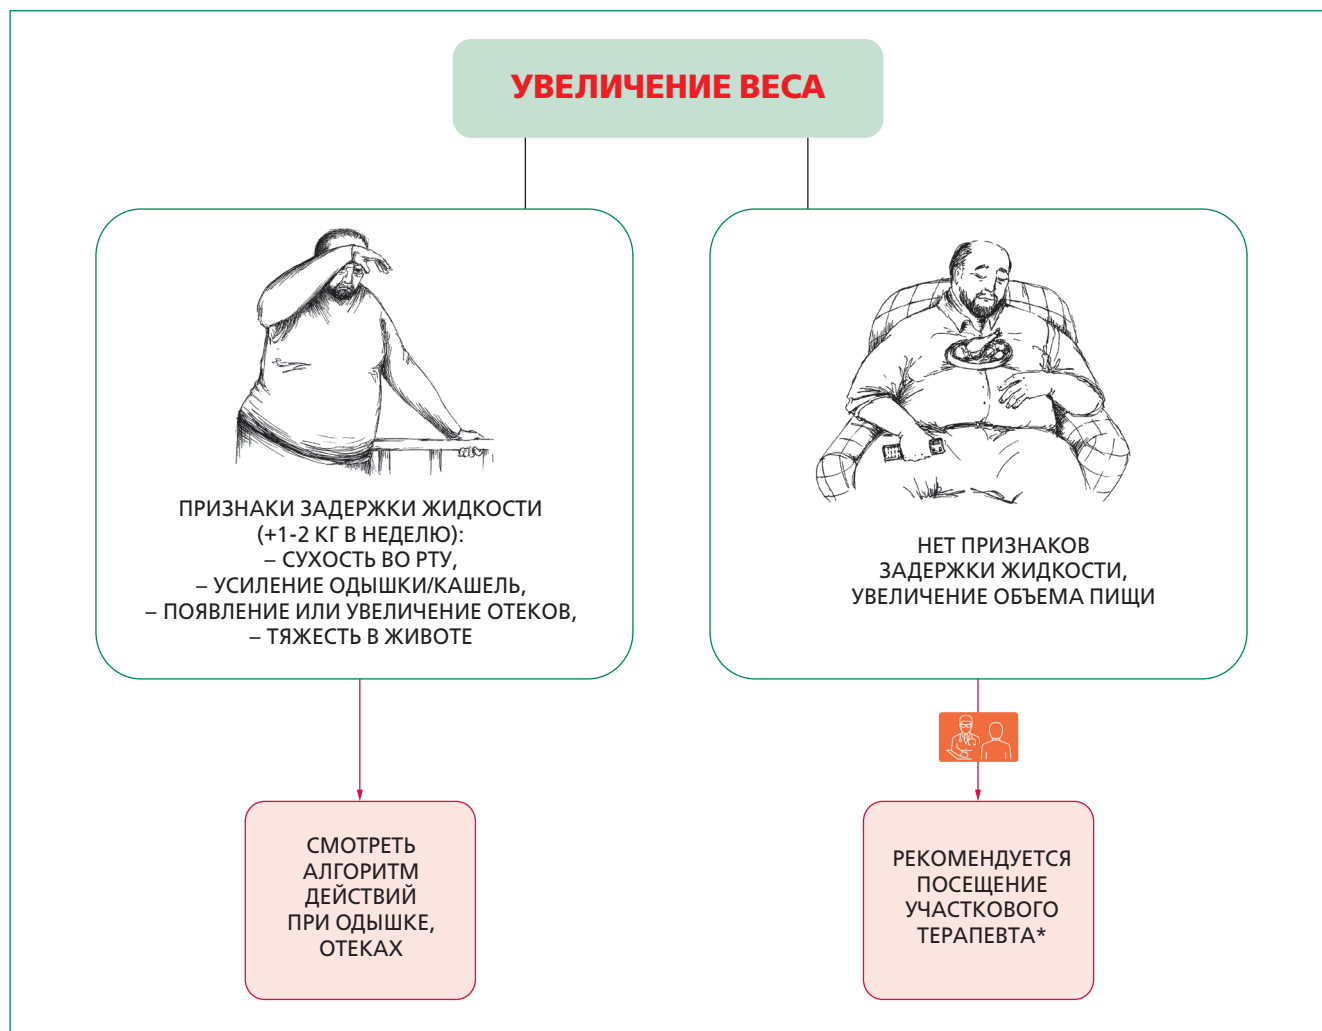 УВЕЛИЧЕНИЕ ВЕСА
ПРИЗНАКИ ЗАДЕРЖКИ ЖИДКОСТИ
(+1-2 КГ В НЕДЕЛЮ):
– СУХОСТЬ ВО РТУ,
– УСИЛЕНИЕ ОДЫШКИ/КАШЕЛЬ,
– ПОЯВЛЕНИЕ ИЛИ УВЕЛИЧЕНИЕ ОТЕКОВ,
– ТЯЖЕСТЬ В ЖИВОТЕ
НЕТ ПРИЗНАКОВ
ЗАДЕРЖКИ ЖИДКОСТИ,
УВЕЛИЧЕНИЕ ОБЪЕМА ПИЩИ
СМОТРЕТЬ
АЛГОРИТМ
ДЕЙСТВИЙ
ПРИ ОДЫШКЕ,
ОТЕКАХ
РЕКОМЕНДУЕТСЯ
ПОСЕЩЕНИЕ
УЧАСТКОВОГО
ТЕРАПЕВТА*